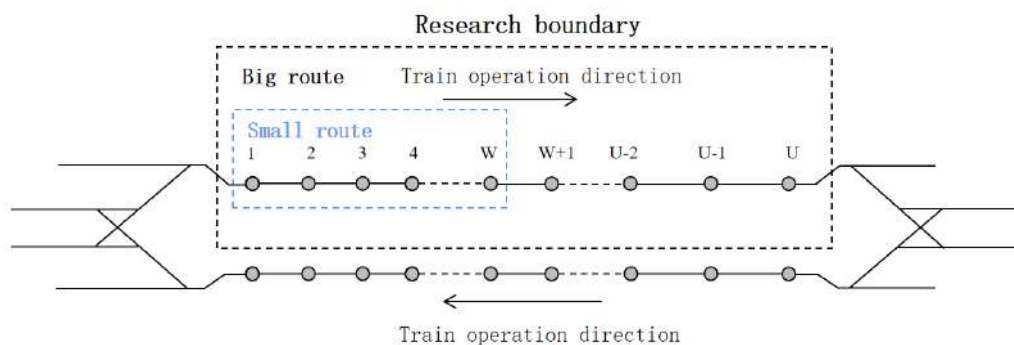 Research boundary
Big route
Train operation direction
Small route
1 2 3 4 W W+1 U-2 U-1 U
Train operation direction